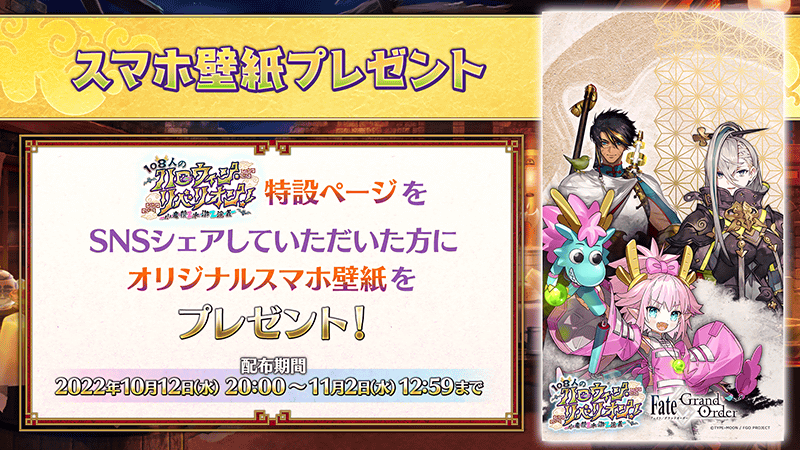 スマホ壁紙プレゼント
108人の
ハロウィン・
リベリオン!
特設ページを
SNSシェアしていただいた方に
オリジナルスマホ壁紙を
プレゼント!
配布期間
2022年10月12日(水) 20:00～11月2日(水) 12:59まで
108人の
ハロウィン・
リベリオン!
Fate Grand Order
©TYPE-MOON / FGO PROJECT